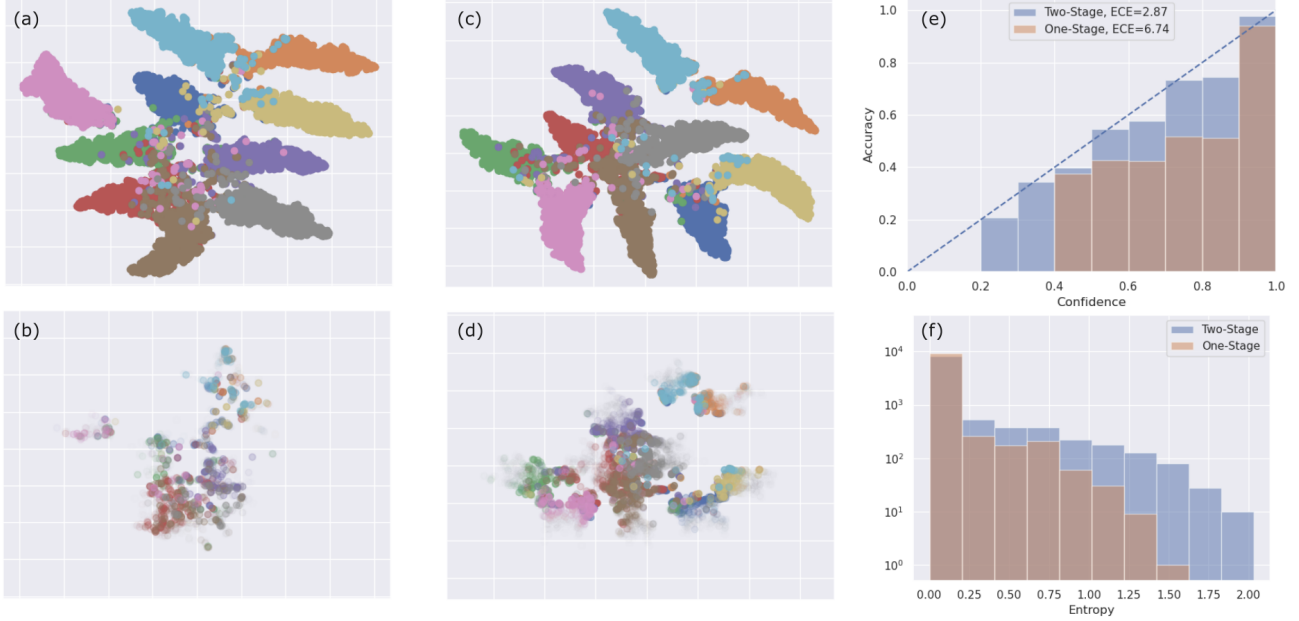 (a)
(c)
(e)
Two-Stage, ECE=2.87
One-Stage, ECE=6.74
1.0
0.8
0.6
0.4
0.2
0.0
Accuracy
0.0 0.2 0.4 0.6 0.8 1.0
Confidence
(b)
(d)
(f)
Two-Stage
One-Stage
10^4
10^3
10^2
10^1
10^0
0.00 0.25 0.50 0.75 1.00 1.25 1.50 1.75 2.00
Entropy